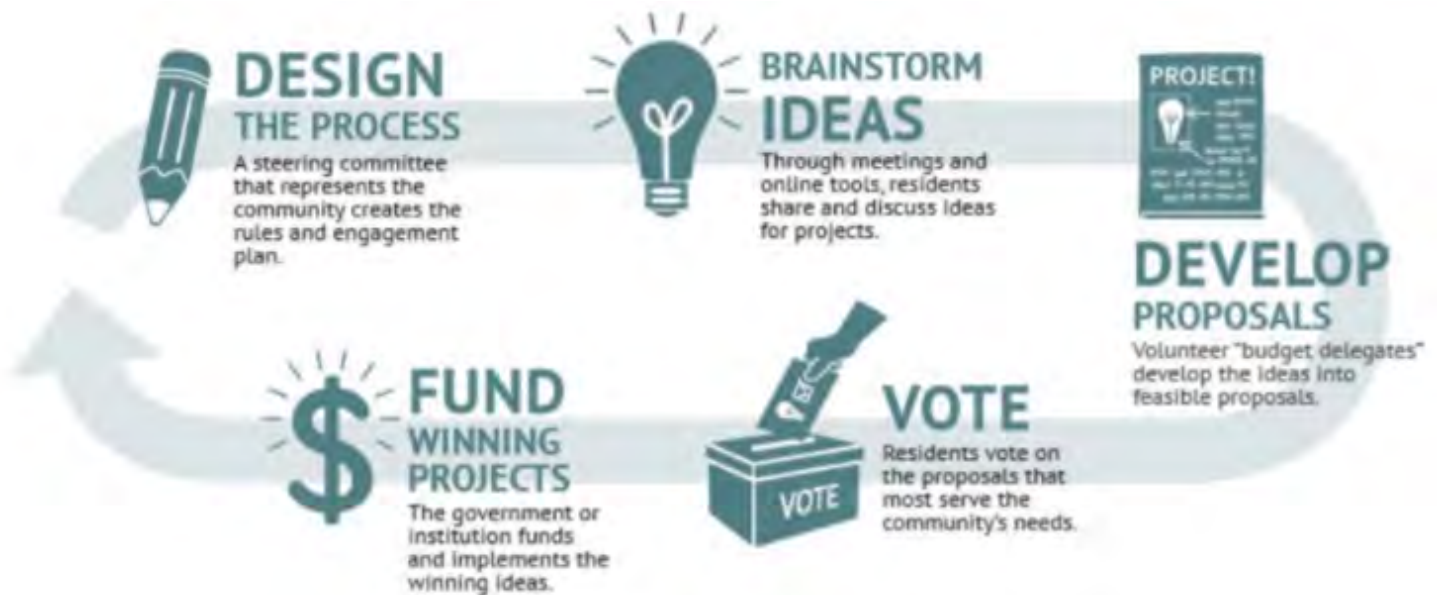 DESIGN
THE PROCESS
A steering committee
that represents the
community creates the
rules and engagement
plan.
BRAINSTORM
IDEAS
Through meetings and
online tools, residents
share and discuss ideas
for projects.
PROJECT!
DEVELOP
PROPOSALS
Volunteer "budget delegates"
develop the ideas into
feasible proposals.
VOTE
Residents vote on
the proposals that
most serve the
community's needs.
VOTE
FUND
WINNING
PROJECTS
The government or
institution funds
and implements the
winning ideas.